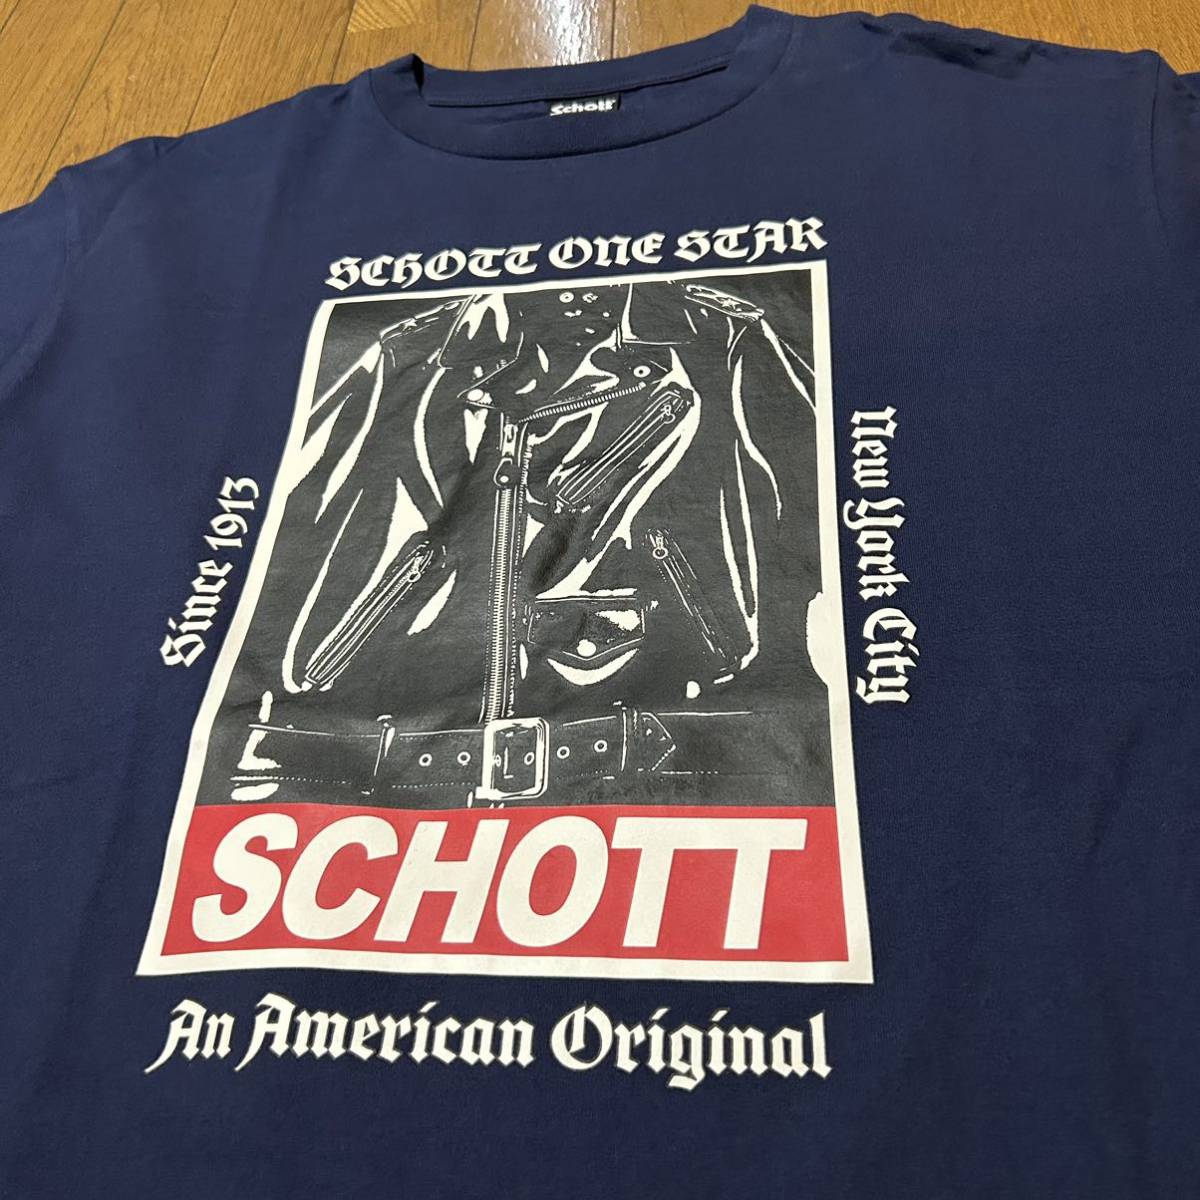 Schott
SCHOTT ONE STAR
Since 1913
New York City
SCHOTT
An American Original